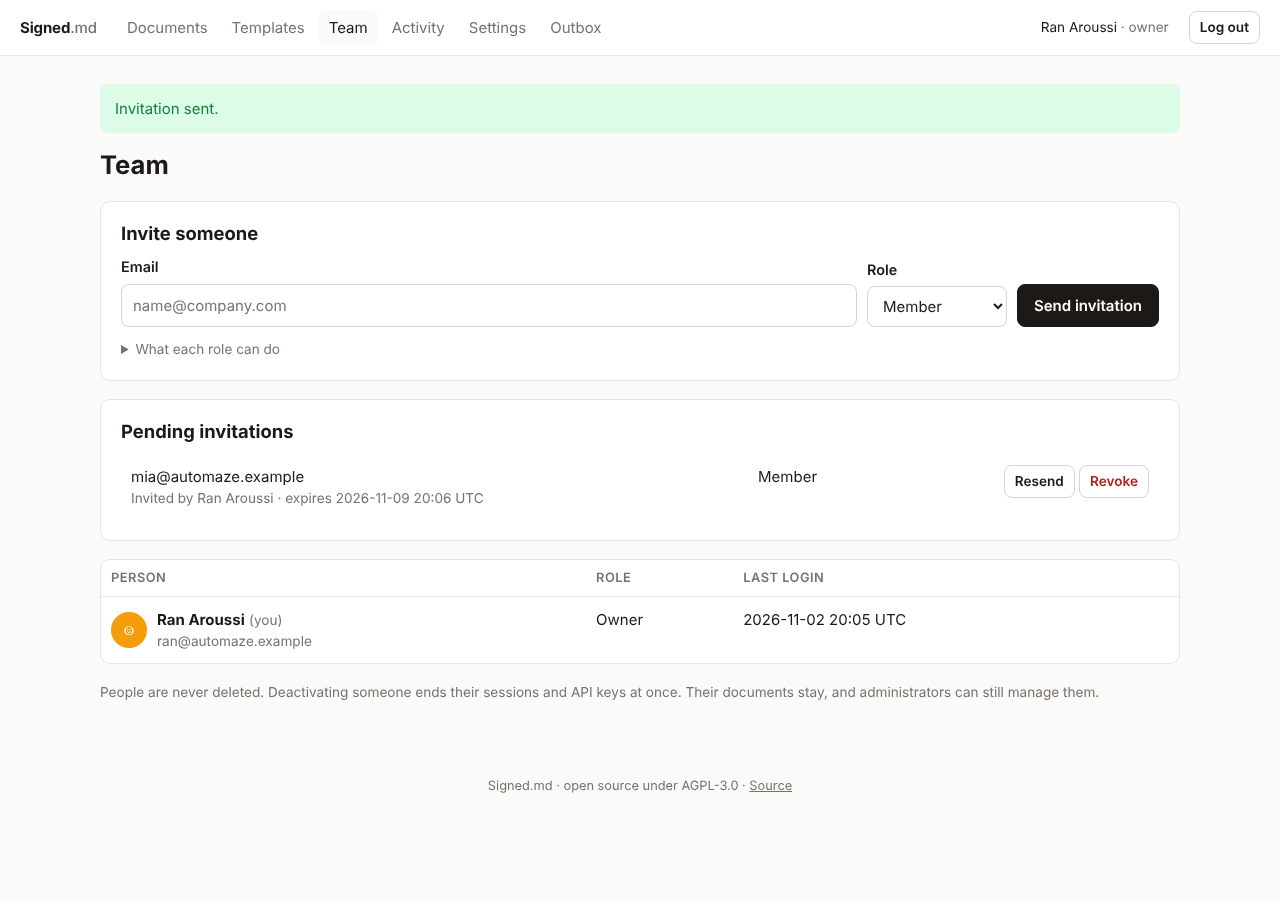 Signed.md Documents Templates Team Activity Settings Outbox Ran Aroussi · owner Log out
Invitation sent.
Team
Invite someone
Email
Role
name@company.com Member Send invitation
What each role can do
Pending invitations
mia@automaze.example Member Resend Revoke
Invited by Ran Aroussi · expires 2026-11-09 20:06 UTC
PERSON ROLE LAST LOGIN
Ran Aroussi (you) Owner 2026-11-02 20:05 UTC
ran@automaze.example
People are never deleted. Deactivating someone ends their sessions and API keys at once. Their documents stay, and administrators can still manage them.
Signed.md · open source under AGPL-3.0 · Source